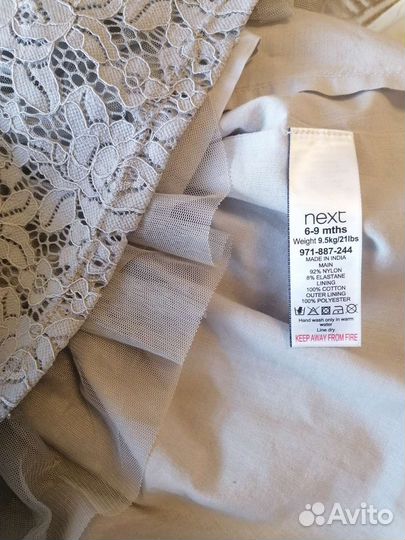 next
6-9 mths
Weight 9.5kg/21lbs
971-887-244
MADE IN INDIA
MAIN
92% NYLON
8% ELASTANE
LINING
100% COTTON
OUTER LINING
100% POLYESTER
Hand wash only in warm
water
Line dry
KEEP AWAY FROM FIRE
Avito